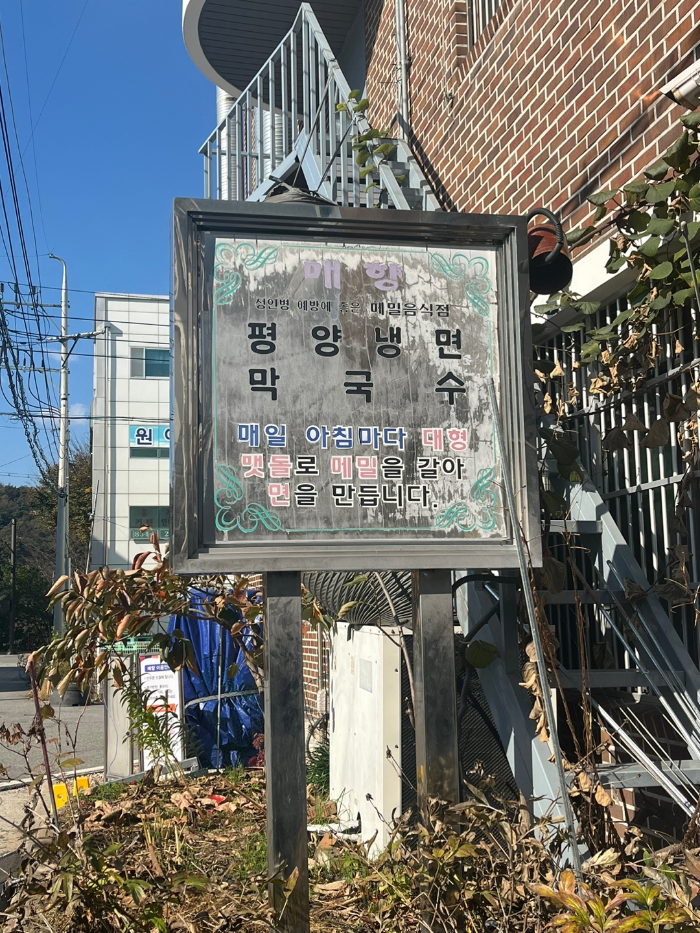 매향
성인병 예방에 좋은 메밀음식점
평양냉면
막국수
매일 아침마다 대형
맷돌로 메밀을 갈아
면을 만듭니다.
원